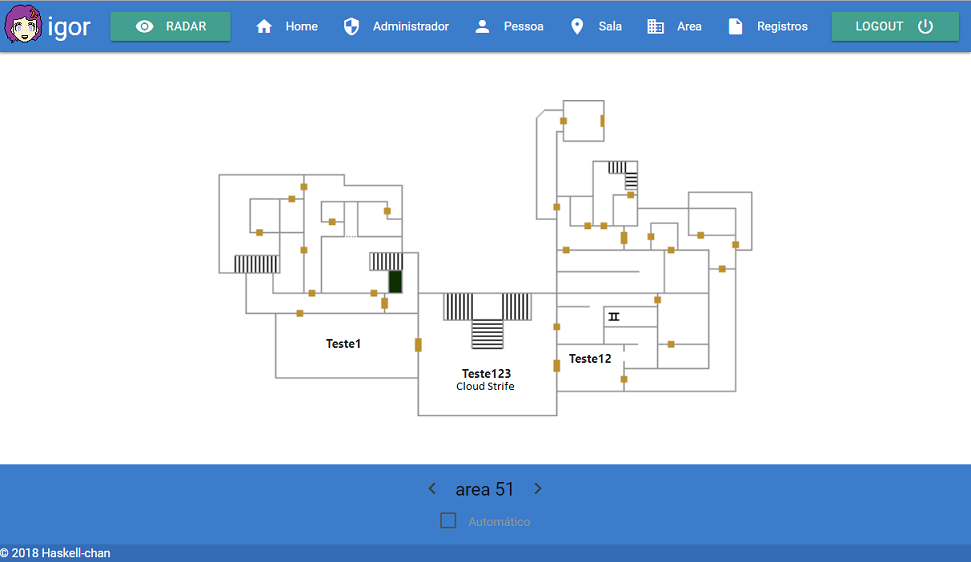 igor RADAR Home Administrador Pessoa Sala Area Registros LOGOUT
II
Teste1
Teste12
Teste123
Cloud Strife
area 51
Automático
© 2018 Haskell-chan